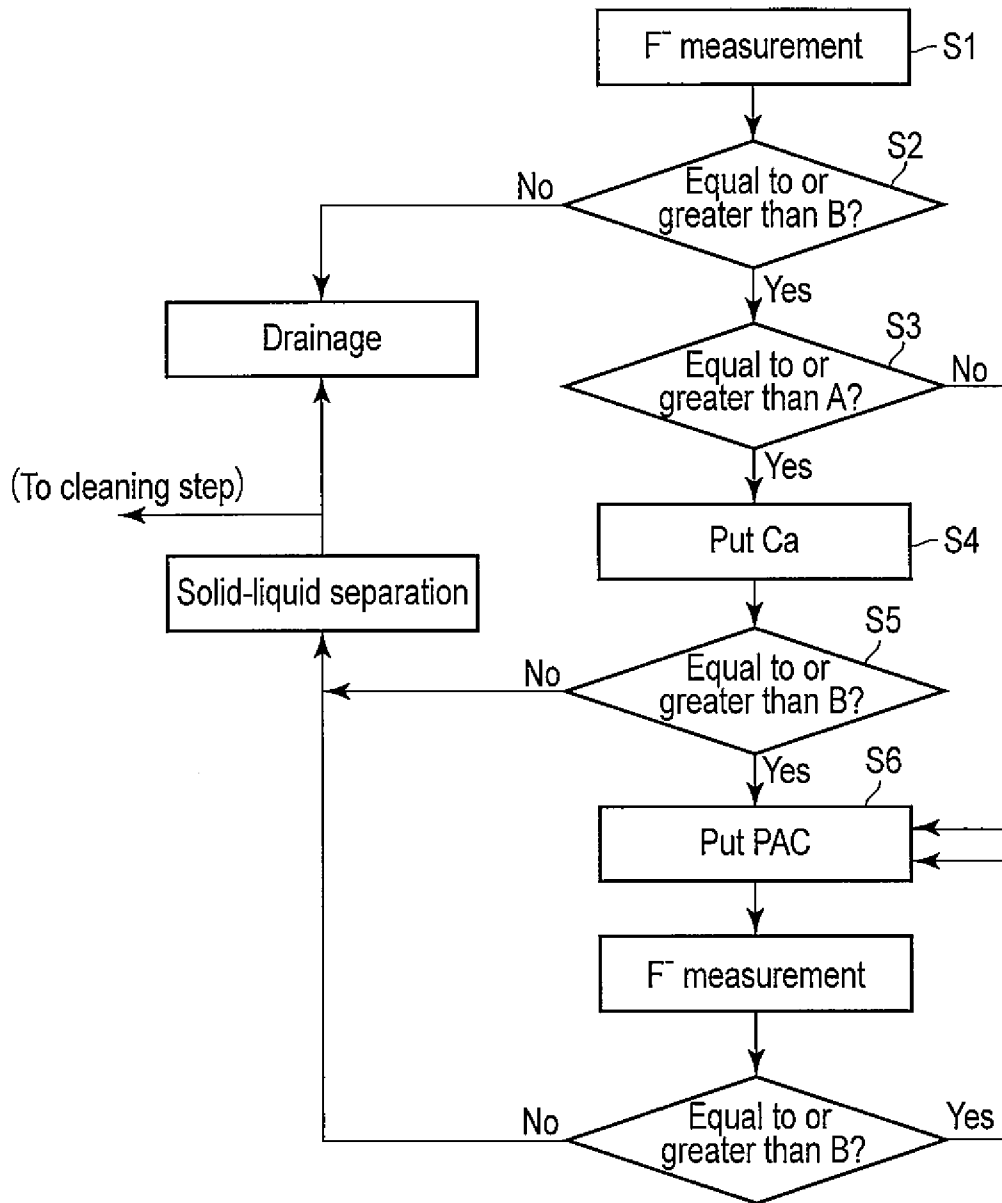 F⁻ measurement
S1
S2
No
Equal to or
greater than B?
Yes
Drainage
S3
Equal to or
greater than A?
No
Yes
(To cleaning step)
Put Ca
S4
Solid-liquid separation
S5
No
Equal to or
greater than B?
Yes
S6
Put PAC
F⁻ measurement
No
Equal to or
greater than B?
Yes